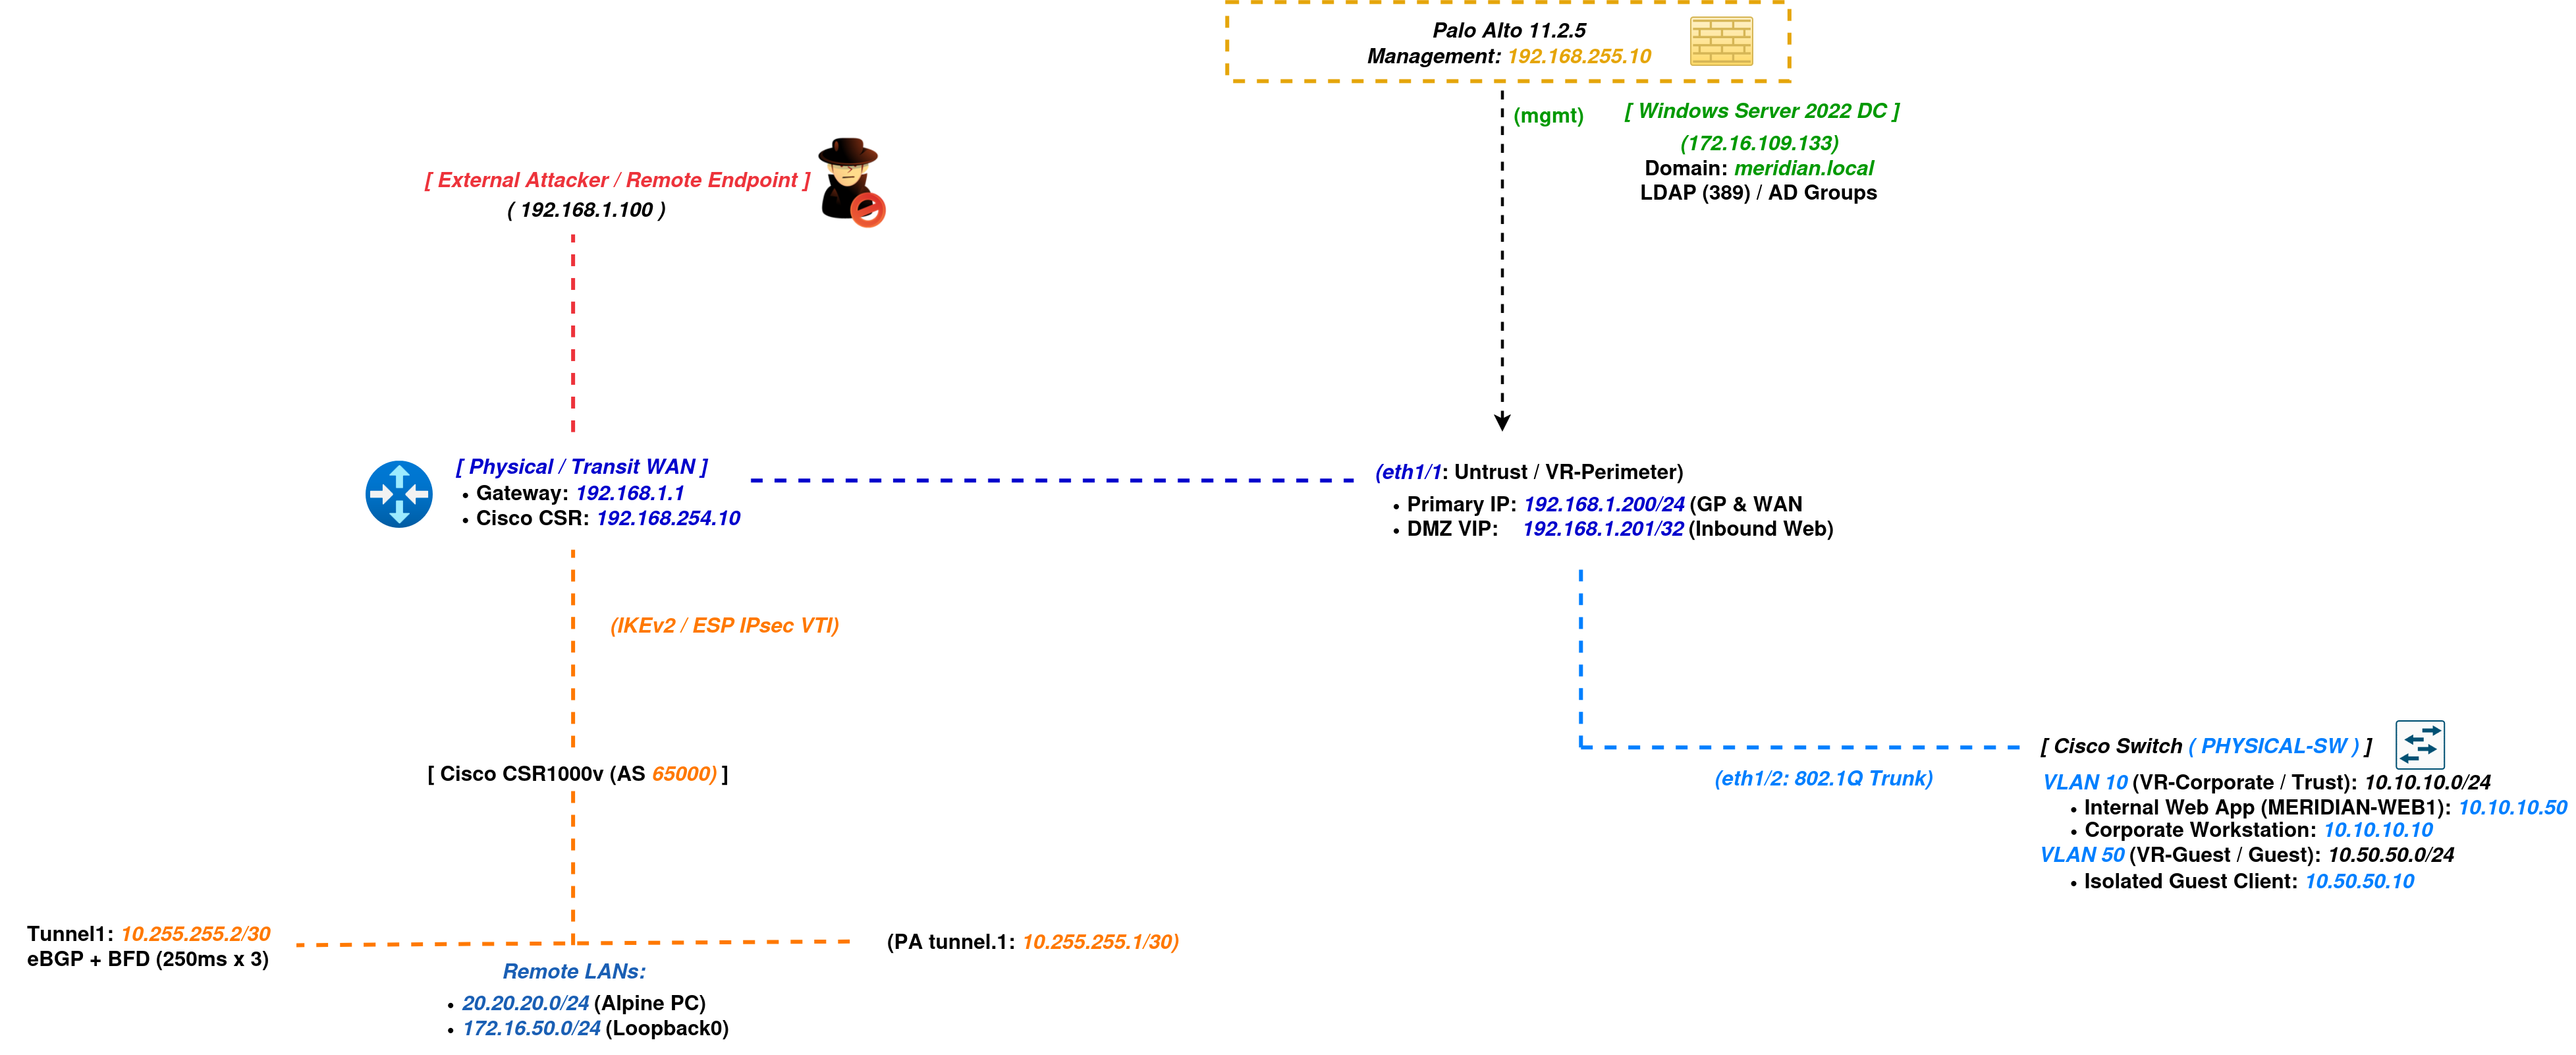 Palo Alto 11.2.5
Management: 192.168.255.10
(mgmt)
[ Windows Server 2022 DC ]
(172.16.109.133)
Domain: meridian.local
LDAP (389) / AD Groups
[ External Attacker / Remote Endpoint ]
( 192.168.1.100 )
[ Physical / Transit WAN ]
• Gateway: 192.168.1.1
• Cisco CSR: 192.168.254.10
(eth1/1: Untrust / VR-Perimeter)
• Primary IP: 192.168.1.200/24 (GP & WAN
• DMZ VIP: 192.168.1.201/32 (Inbound Web)
(IKEv2 / ESP IPsec VTI)
[ Cisco CSR1000v (AS 65000) ]
(eth1/2: 802.1Q Trunk)
[ Cisco Switch ( PHYSICAL-SW ) ]
VLAN 10 (VR-Corporate / Trust): 10.10.10.0/24
• Internal Web App (MERIDIAN-WEB1): 10.10.10.50
• Corporate Workstation: 10.10.10.10
VLAN 50 (VR-Guest / Guest): 10.50.50.0/24
• Isolated Guest Client: 10.50.50.10
Tunnel1: 10.255.255.2/30
eBGP + BFD (250ms x 3)
(PA tunnel.1: 10.255.255.1/30)
Remote LANs:
• 20.20.20.0/24 (Alpine PC)
• 172.16.50.0/24 (Loopback0)